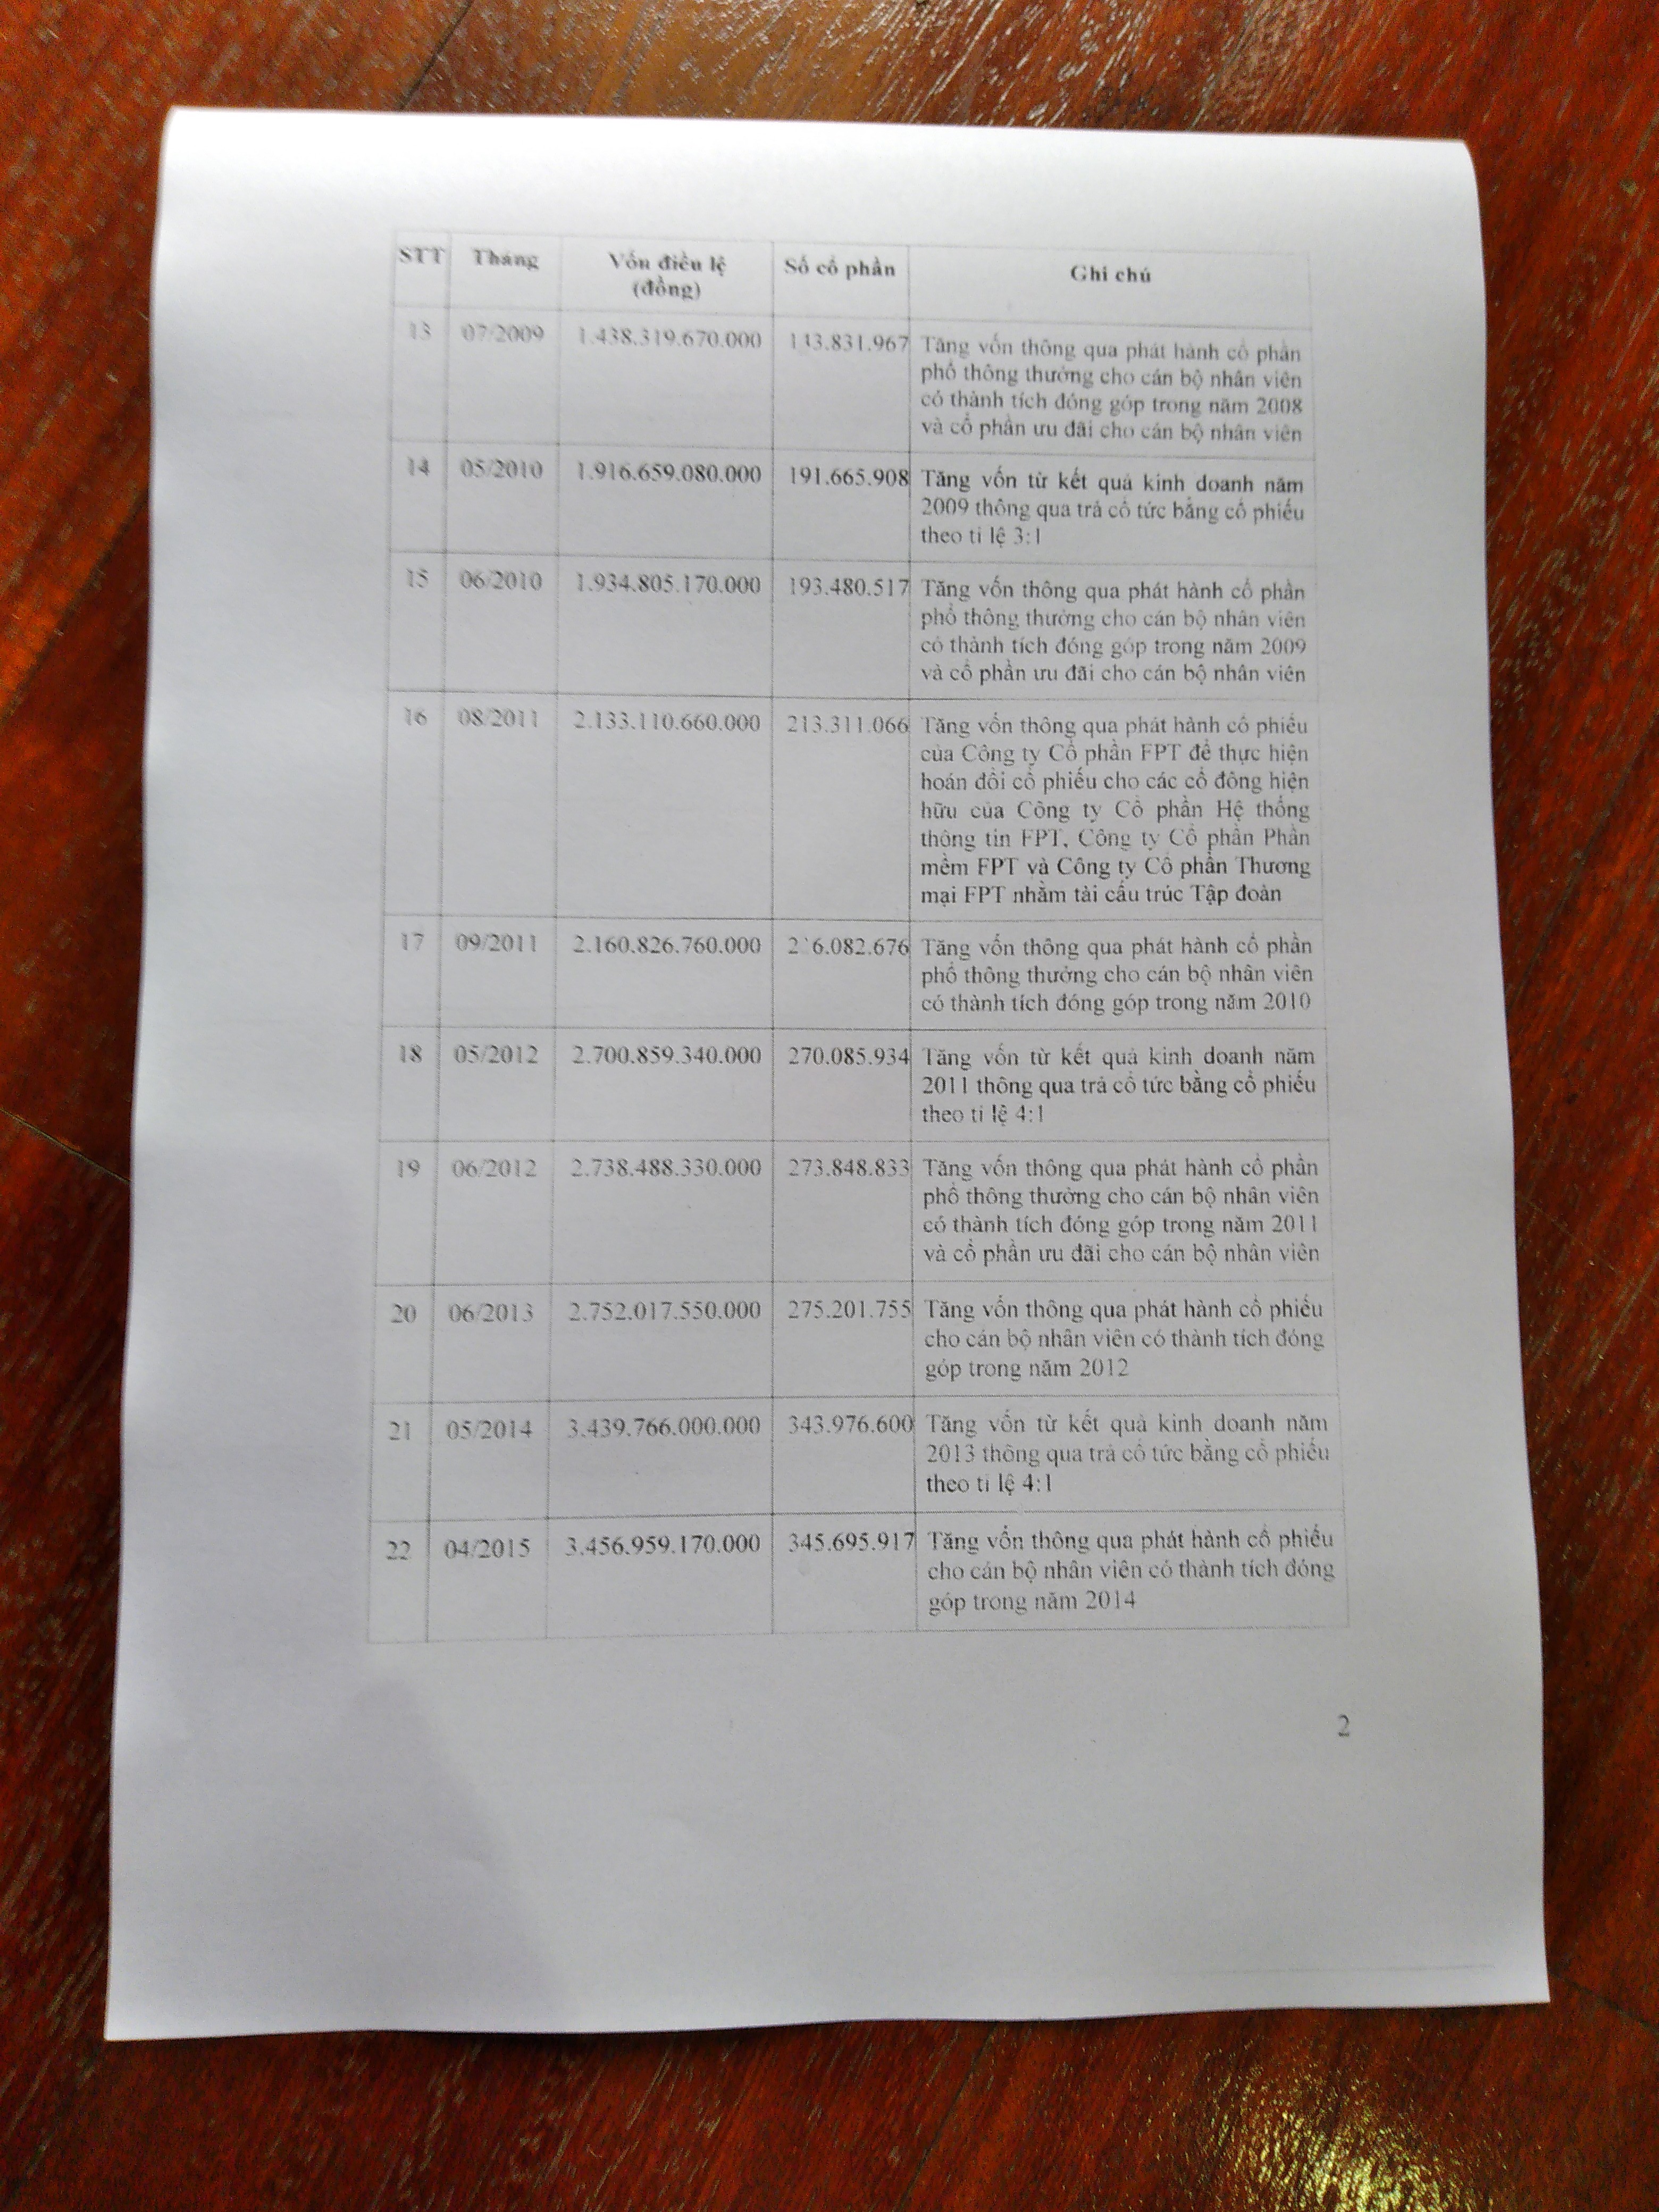 STT Tháng Vốn điều lệ (đồng) Số cổ phần Ghi chú
13 07/2009 1.438.319.670.000 143.831.967 Tăng vốn thông qua phát hành cổ phần
phổ thông thưởng cho cán bộ nhân viên
có thành tích đóng góp trong năm 2008
và cổ phần ưu đãi cho cán bộ nhân viên
14 05/2010 1.916.659.080.000 191.665.908 Tăng vốn từ kết quả kinh doanh năm
2009 thông qua trả cổ tức bằng cổ phiếu
theo tỉ lệ 3:1
15 06/2010 1.934.805.170.000 193.480.517 Tăng vốn thông qua phát hành cổ phần
phổ thông thưởng cho cán bộ nhân viên
có thành tích đóng góp trong năm 2009
và cổ phần ưu đãi cho cán bộ nhân viên
16 08/2011 2.133.110.660.000 213.311.066 Tăng vốn thông qua phát hành cổ phiếu
của Công ty Cổ phần FPT để thực hiện
hoán đổi cổ phiếu cho các cổ đông hiện
hữu của Công ty Cổ phần Hệ thống
thông tin FPT, Công ty Cổ phần Phần
mềm FPT và Công ty Cổ phần Thương
mại FPT nhằm tái cấu trúc Tập đoàn
17 09/2011 2.160.826.760.000 216.082.676 Tăng vốn thông qua phát hành cổ phần
phổ thông thưởng cho cán bộ nhân viên
có thành tích đóng góp trong năm 2010
18 05/2012 2.700.859.340.000 270.085.934 Tăng vốn từ kết quả kinh doanh năm
2011 thông qua trả cổ tức bằng cổ phiếu
theo tỉ lệ 4:1
19 06/2012 2.738.488.330.000 273.848.833 Tăng vốn thông qua phát hành cổ phần
phổ thông thưởng cho cán bộ nhân viên
có thành tích đóng góp trong năm 2011
và cổ phần ưu đãi cho cán bộ nhân viên
20 06/2013 2.752.017.550.000 275.201.755 Tăng vốn thông qua phát hành cổ phiếu
cho cán bộ nhân viên có thành tích đóng
góp trong năm 2012
21 05/2014 3.439.766.000.000 343.976.600 Tăng vốn từ kết quả kinh doanh năm
2013 thông qua trả cổ tức bằng cổ phiếu
theo tỉ lệ 4:1
22 04/2015 3.456.959.170.000 345.695.917 Tăng vốn thông qua phát hành cổ phiếu
cho cán bộ nhân viên có thành tích đóng
góp trong năm 2014
2